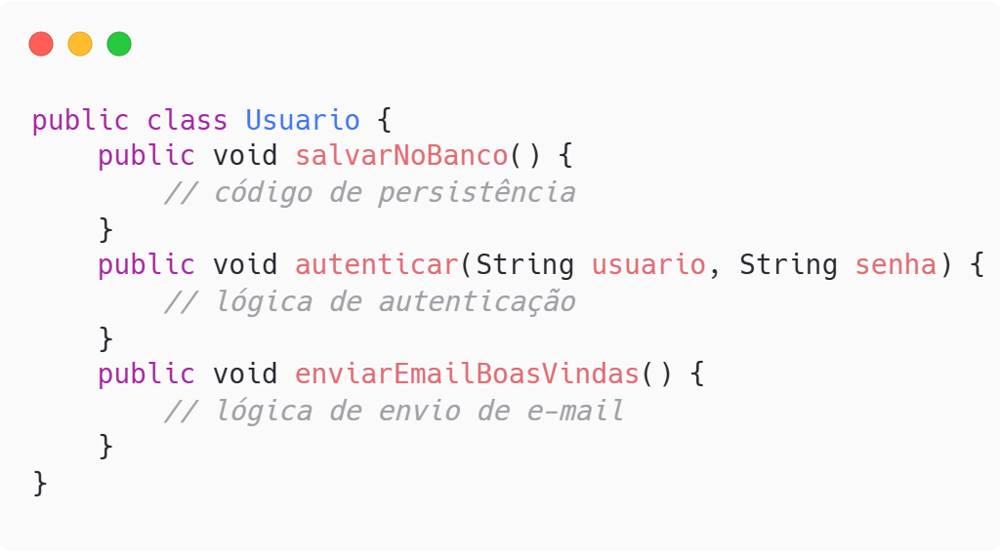 public class Usuario {
    public void salvarNoBanco() {
        // código de persistência
    }
    public void autenticar(String usuario, String senha) {
        // lógica de autenticação
    }
    public void enviarEmailBoasVindas() {
        // lógica de envio de e-mail
    }
}